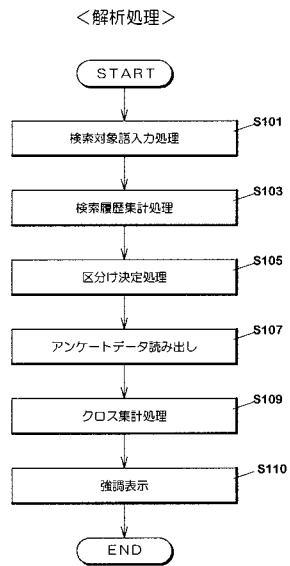 ＜解析処理＞
START
S101
検索対象語入力処理
S103
検索履歴集計処理
S105
区分け決定処理
S107
アンケートデータ読み出し
S109
クロス集計処理
S110
強調表示
END